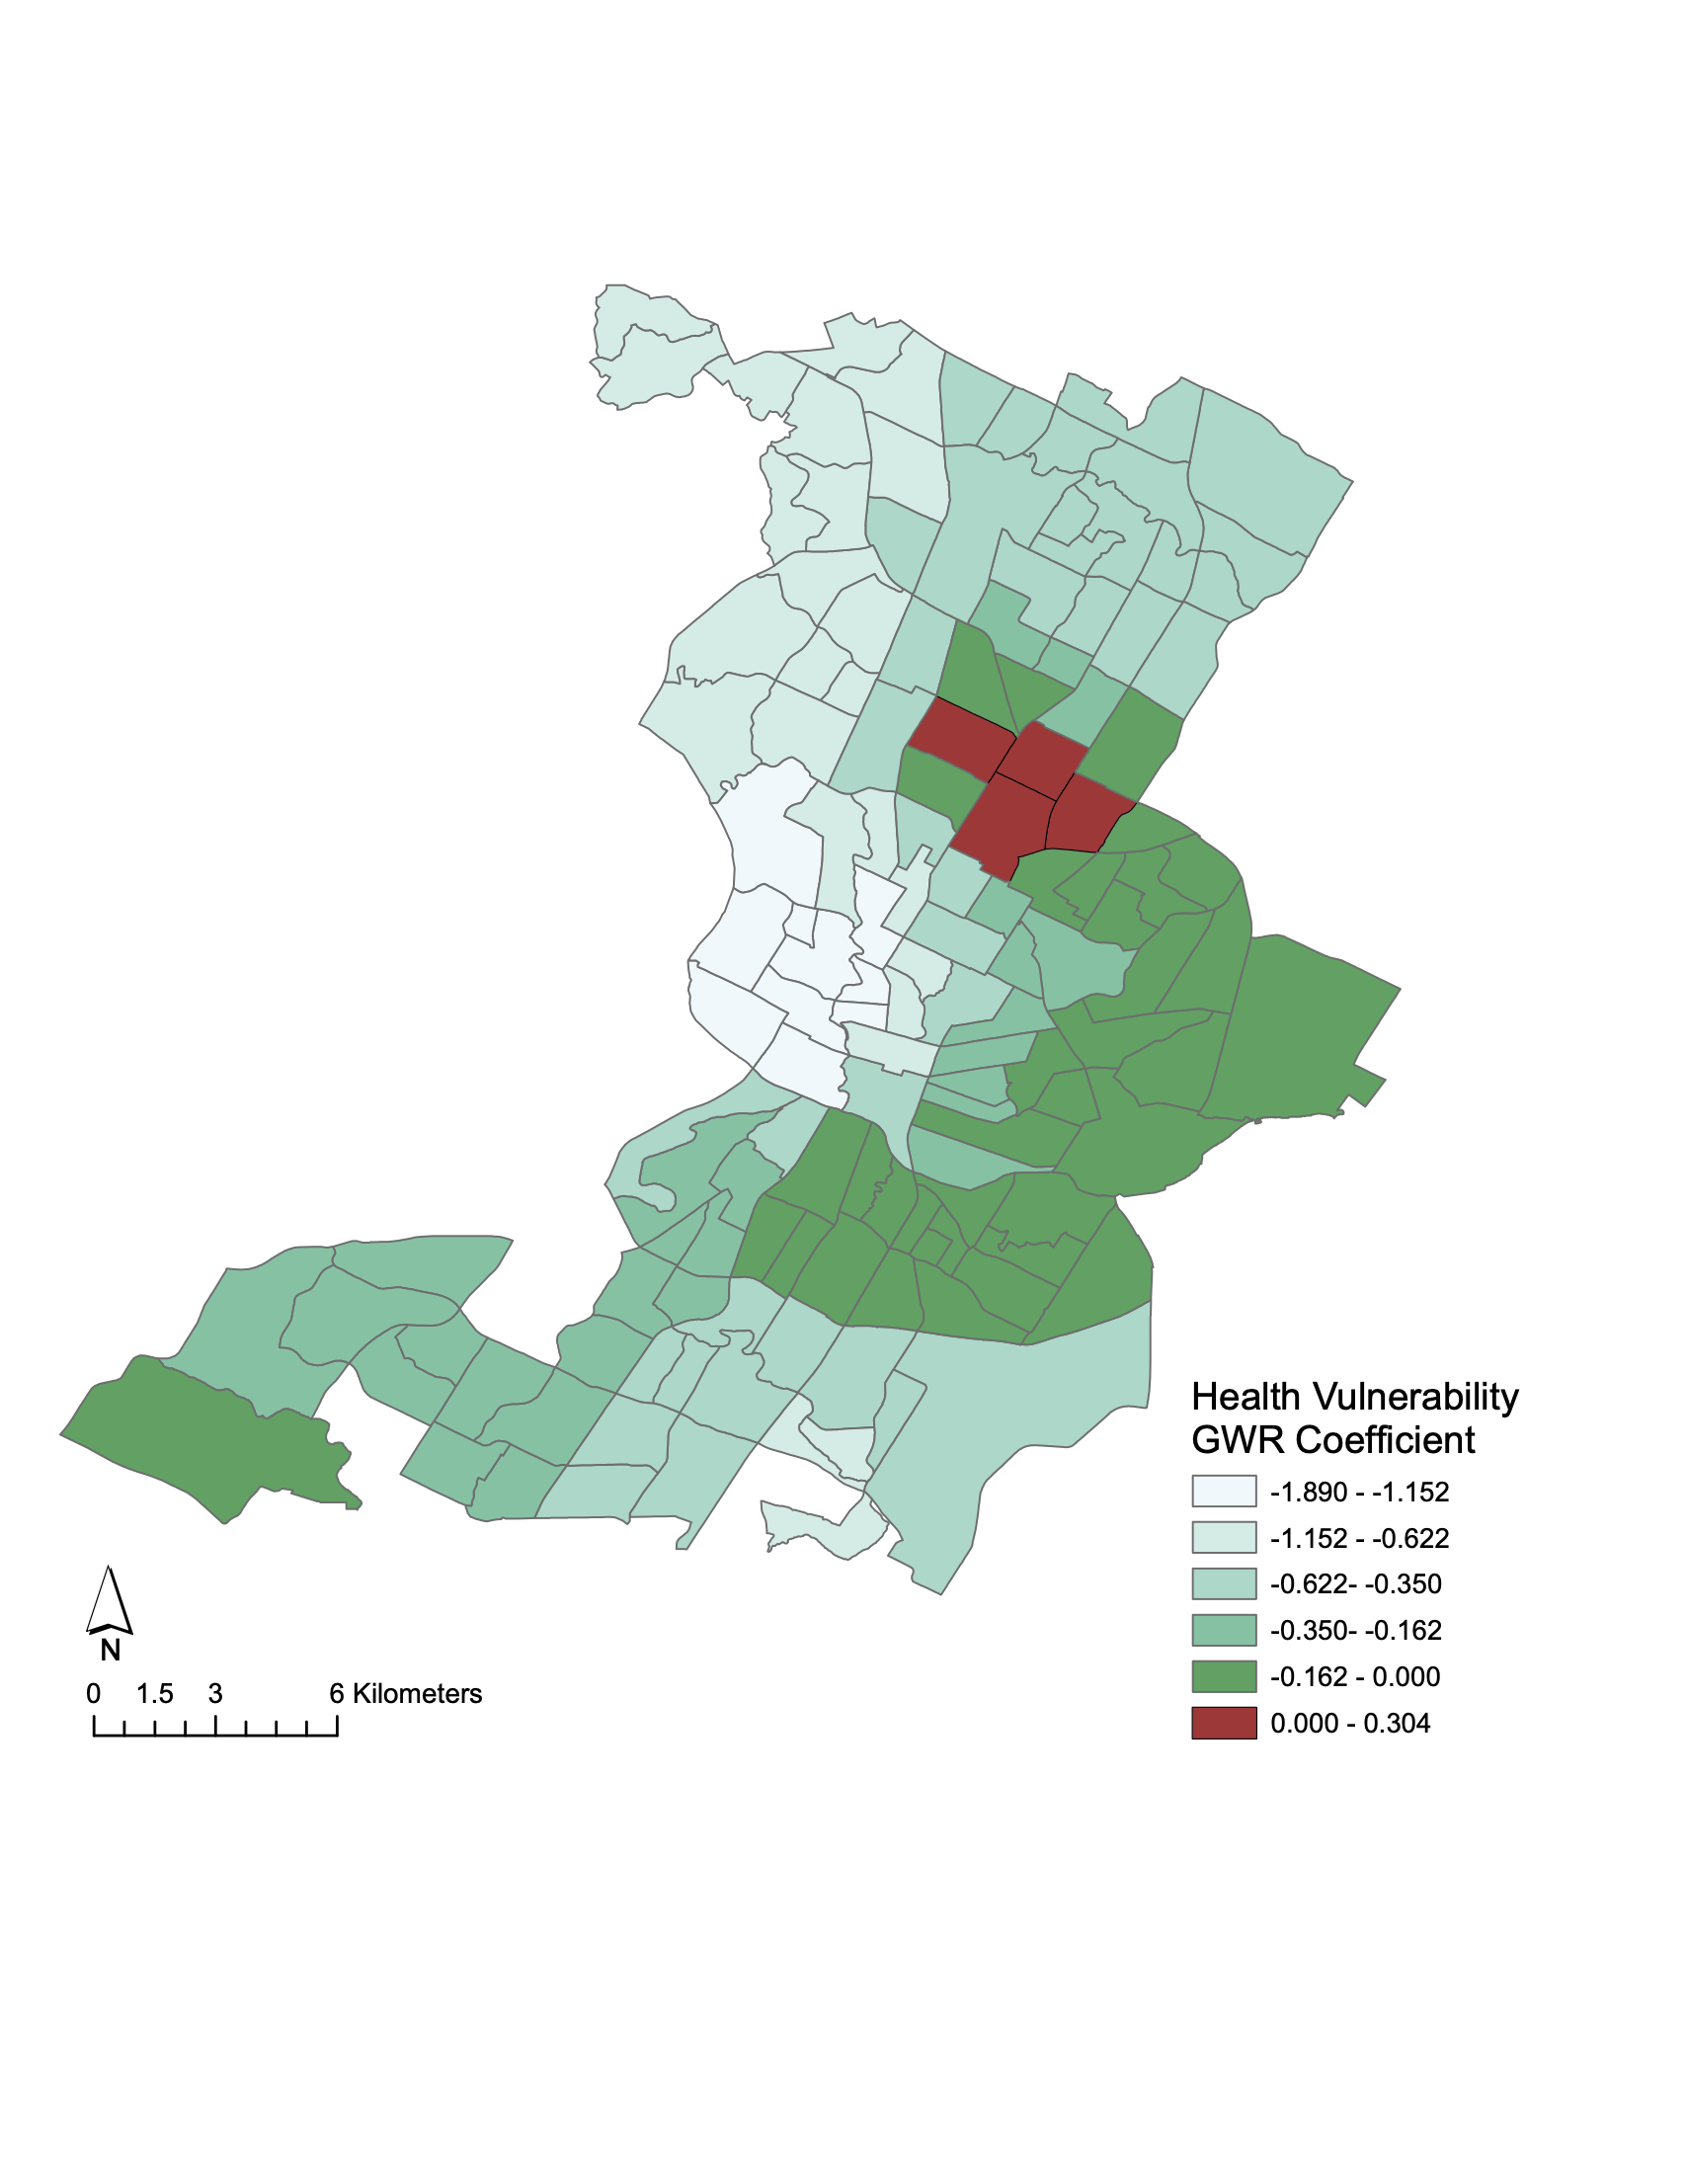 Health Vulnerability
GWR Coefficient
-1.890 - -1.152
-1.152 - -0.622
-0.622- -0.350
-0.350- -0.162
-0.162 - 0.000
0.000 - 0.304
N
0 1.5 3 6 Kilometers